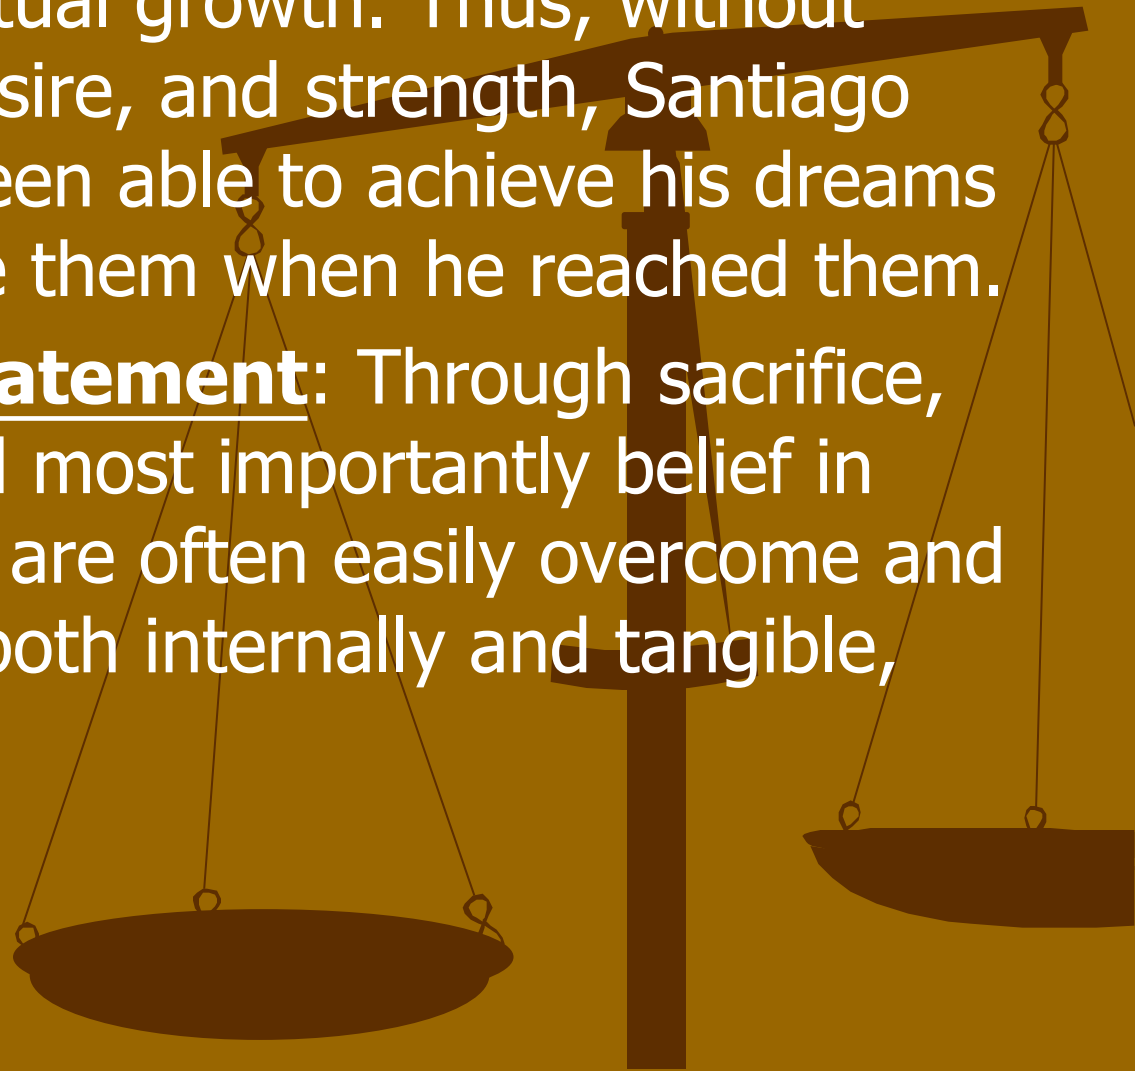 tual growth. Thus, without
sire, and strength, Santiago
een able to achieve his dreams
e them when he reached them.
atement: Through sacrifice,
most importantly belief in
are often easily overcome and
both internally and tangible,